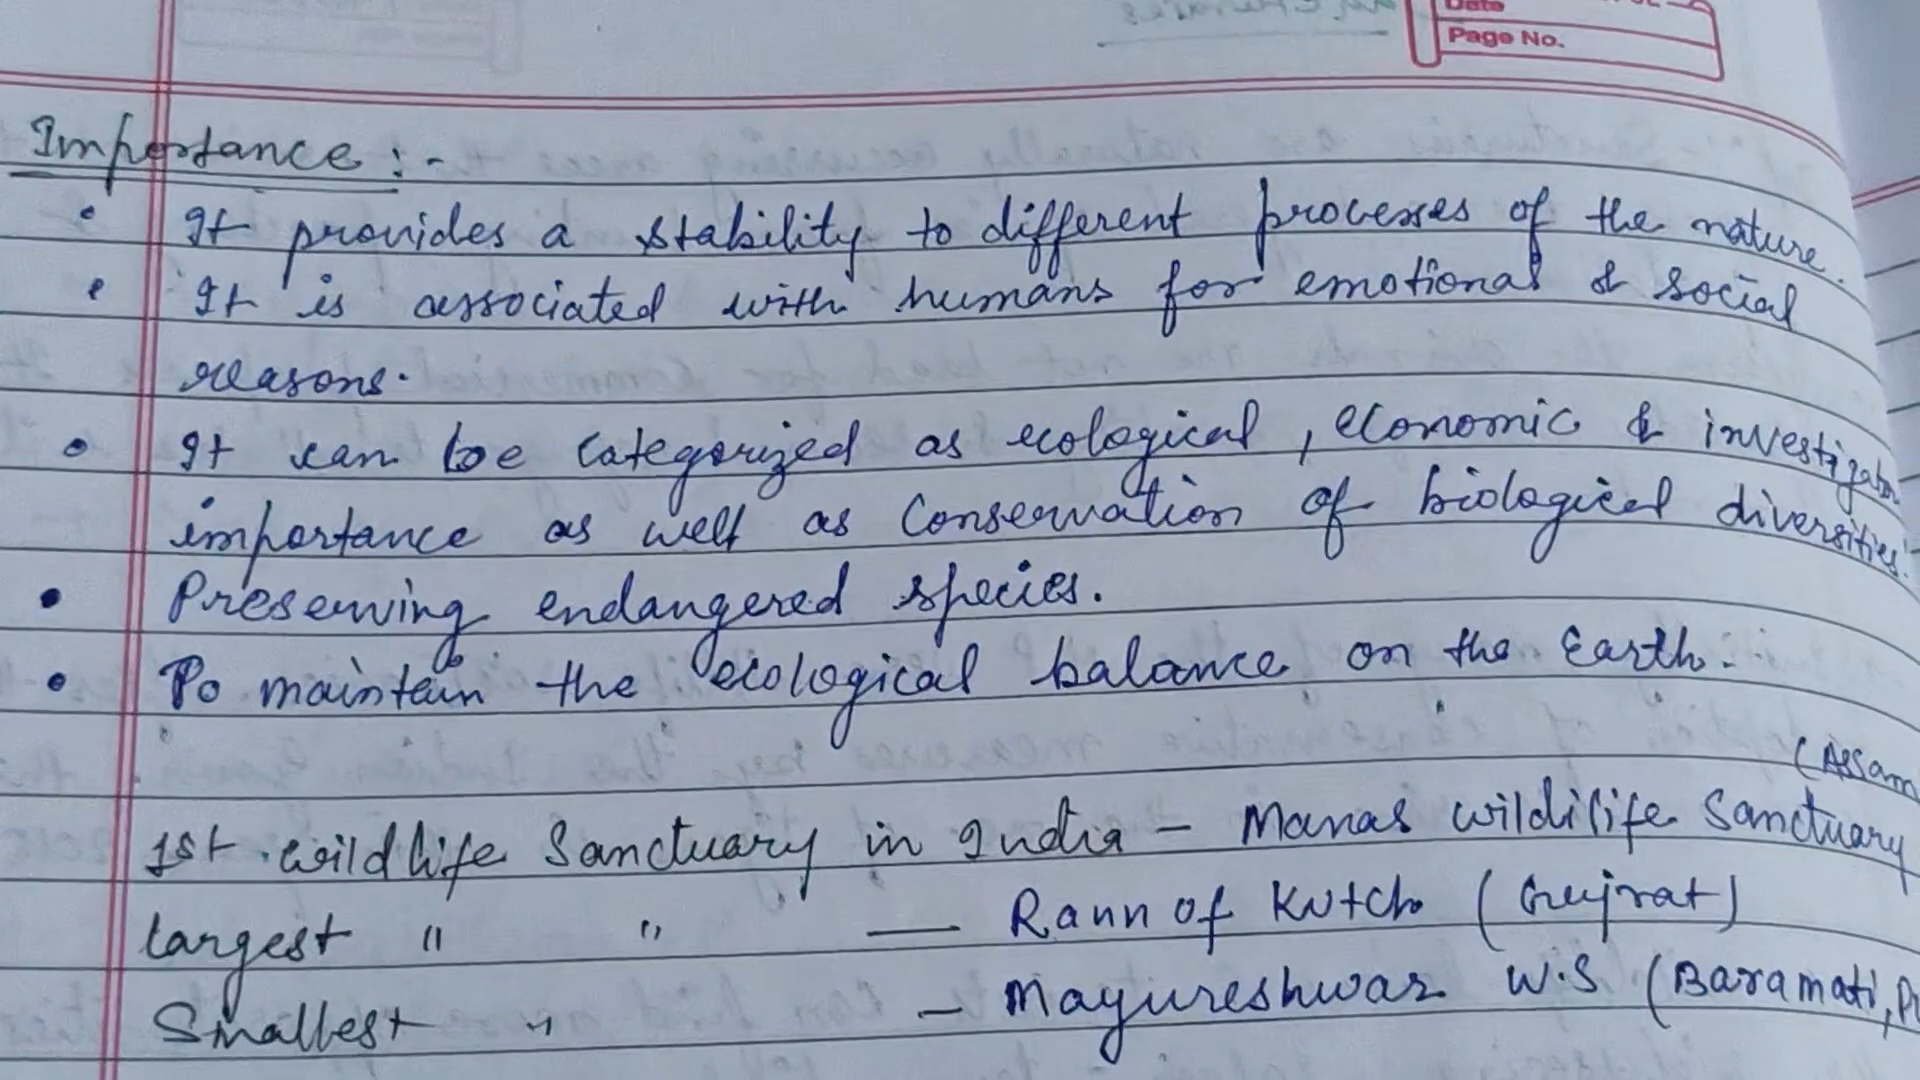 Date
Page No.
Importance :-
• It provides a stability to different processes of the nature.
• It is associated with humans for emotional & social
reasons.
• It can be categorized as ecological, economic & investigator
importance as well as Conservation of biological diversities.
• Preserving endangered species.
• To maintain the ecological balance on the Earth.
(Assam
1st wildlife Sanctuary in India - Manas wildilife Sanctuary
largest " " — Rann of Kutch (Gujrat)
Smallest " - Mayureshwar W.S (Baramati,